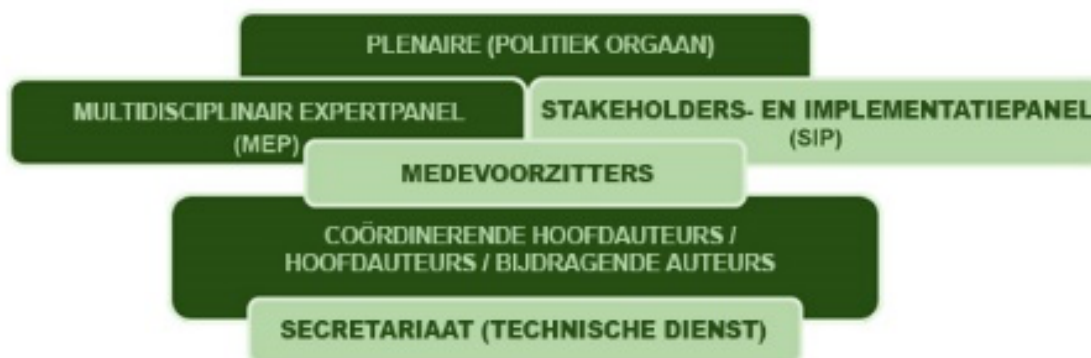 PLENAIRE (POLITIEK ORGAAN)
MULTIDISCIPLINAIR EXPERTPANEL
(MEP)
STAKEHOLDERS- EN IMPLEMENTATIEPANEL
(SIP)
MEDEVOORZITTERS
COÖRDINERENDE HOOFDAUTEURS /
HOOFDAUTEURS / BIJDRAGENDE AUTEURS
SECRETARIAAT (TECHNISCHE DIENST)